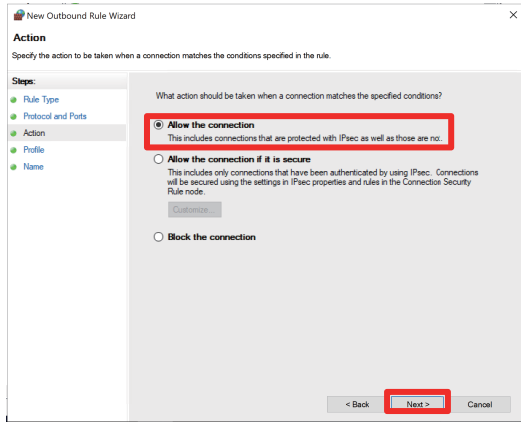 New Outbound Rule Wizard
Action
Specify the action to be taken when a connection matches the conditions specified in the rule.
Steps:
Rule Type
Protocol and Ports
Action
Profile
Name
What action should be taken when a connection matches the specified conditions?
Allow the connection
This includes connections that are protected with IPsec as well as those are not.
Allow the connection if it is secure
This includes only connections that have been authenticated by using IPsec. Connections
will be secured using the settings in IPsec properties and rules in the Connection Security
Rule node.
Customize...
Block the connection
< Back
Next >
Cancel